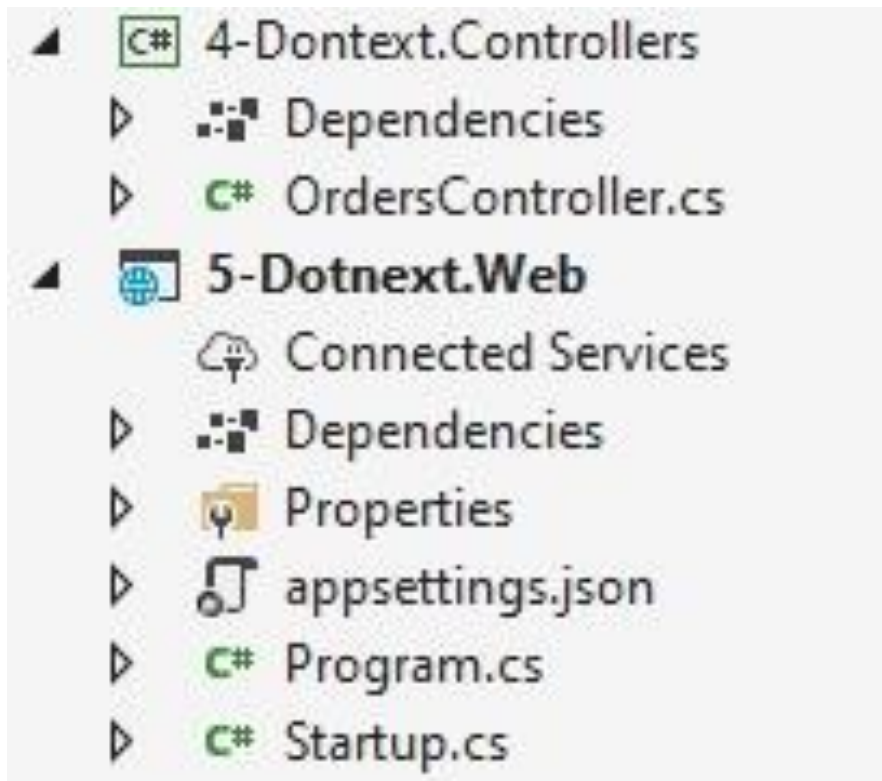 C# 4-Dontext.Controllers
Dependencies
C# OrdersController.cs
5-Dotnext.Web
Connected Services
Dependencies
Properties
appsettings.json
C# Program.cs
C# Startup.cs